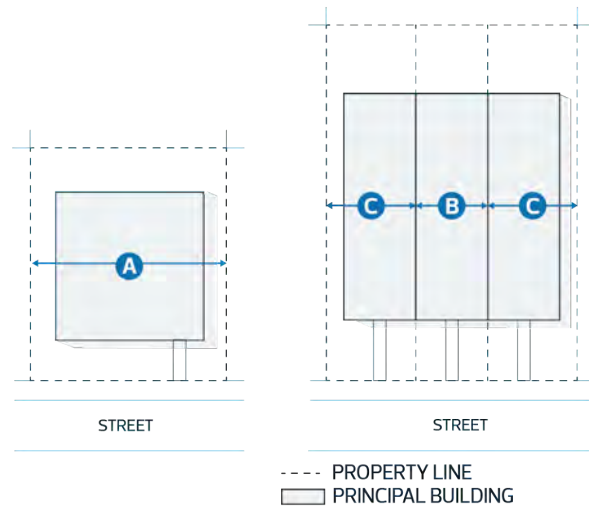 A
C B C
STREET
STREET
PROPERTY LINE
PRINCIPAL BUILDING